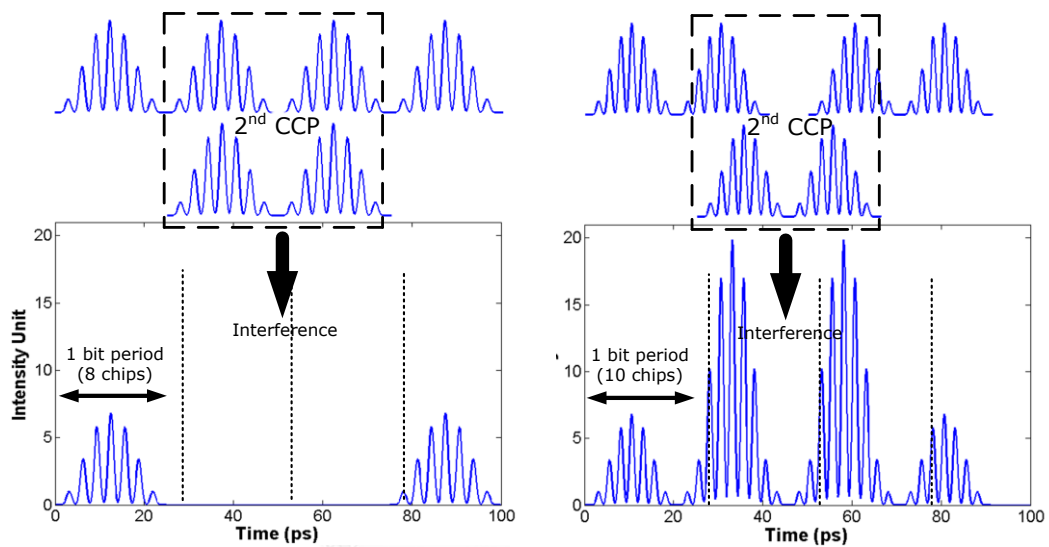 2nd CCP
20
15
10
5
0
Intensity Unit
Interference
1 bit period
(8 chips)
0 20 40 60 80 100
Time (ps)
2nd CCP
20
15
10
5
0
Interference
1 bit period
(10 chips)
0 20 40 60 80 100
Time (ps)